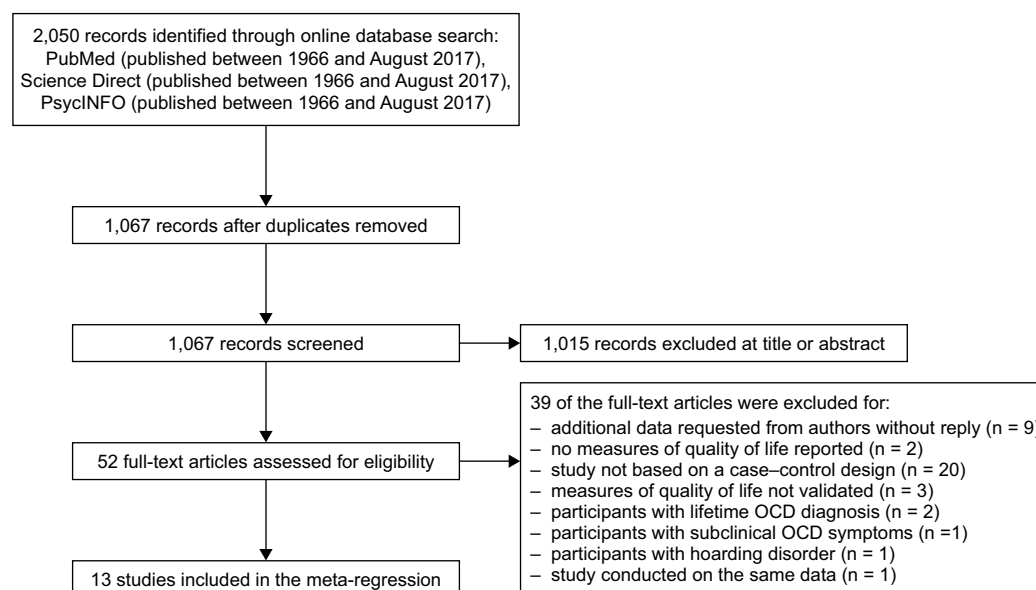 2,050 records identified through online database search:
PubMed (published between 1966 and August 2017),
Science Direct (published between 1966 and August 2017),
PsycINFO (published between 1966 and August 2017)
1,067 records after duplicates removed
1,067 records screened
1,015 records excluded at title or abstract
52 full-text articles assessed for eligibility
39 of the full-text articles were excluded for:
– additional data requested from authors without reply (n = 9)
– no measures of quality of life reported (n = 2)
– study not based on a case–control design (n = 20)
– measures of quality of life not validated (n = 3)
– participants with lifetime OCD diagnosis (n = 2)
– participants with subclinical OCD symptoms (n =1)
– participants with hoarding disorder (n = 1)
– study conducted on the same data (n = 1)
13 studies included in the meta-regression